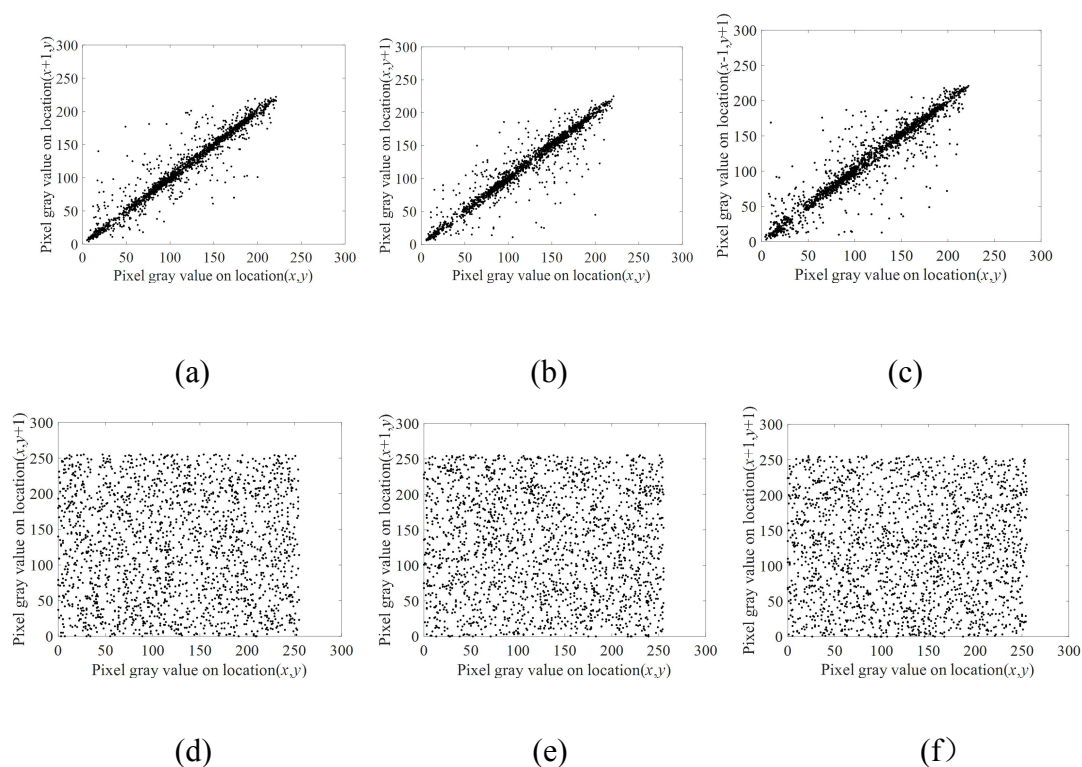 Pixel gray value on location(x+1,y)
300
250
200
150
100
50
0
0 50 100 150 200 250 300
Pixel gray value on location(x,y)
(a)
Pixel gray value on location(x,y+1)
300
250
200
150
100
50
0
0 50 100 150 200 250 300
Pixel gray value on location(x,y)
(b)
Pixel gray value on location(x-1,y+1)
300
250
200
150
100
50
0
0 50 100 150 200 250 300
Pixel gray value on location(x,y)
(c)
Pixel gray value on location(x,y+1)
300
250
200
150
100
50
0
0 50 100 150 200 250 300
Pixel gray value on location(x,y)
(d)
Pixel gray value on location(x+1,y)
300
250
200
150
100
50
0
0 50 100 150 200 250 300
Pixel gray value on location(x,y)
(e)
Pixel gray value on location(x+1,y+1)
300
250
200
150
100
50
0
0 50 100 150 200 250 300
Pixel gray value on location(x,y)
(f）